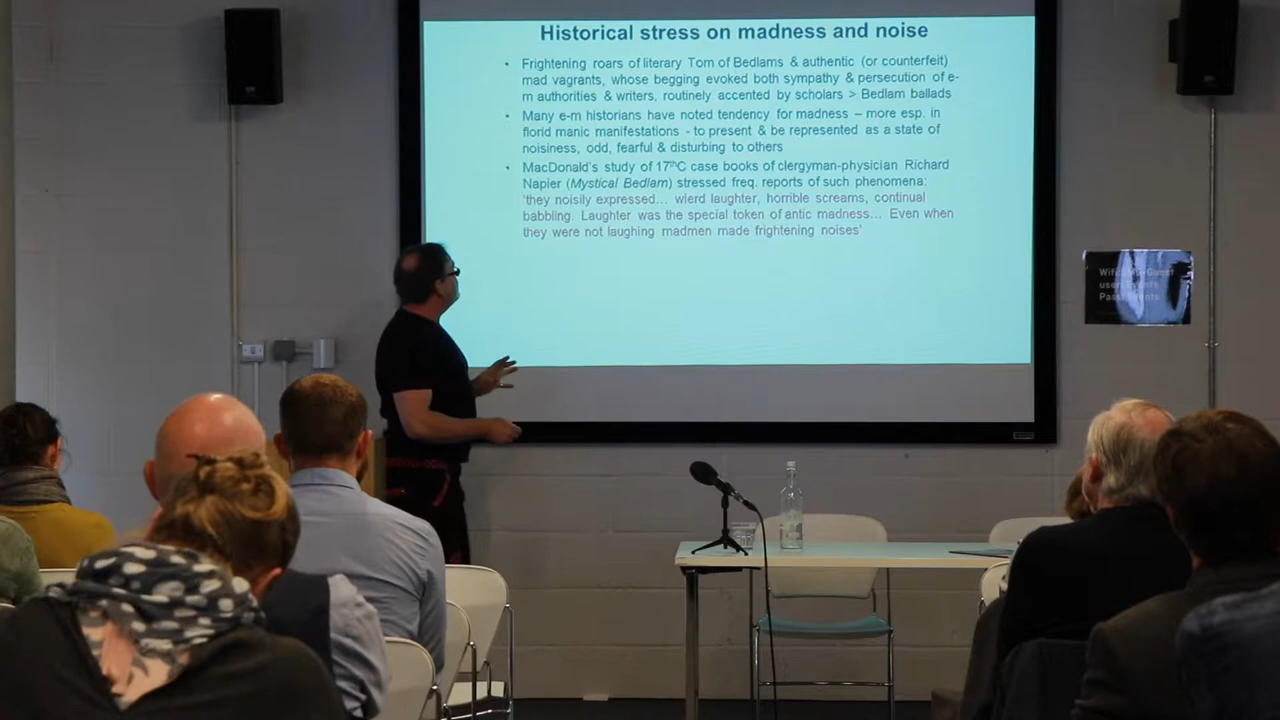 Historical stress on madness and noise
• Frightening roars of literary Tom of Bedlams & authentic (or counterfeit)
mad vagrants, whose begging evoked both sympathy & persecution of e-
m authorities & writers, routinely accented by scholars > Bedlam ballads
• Many e-m historians have noted tendency for madness – more esp. in
florid manic manifestations - to present & be represented as a state of
noisiness, odd, fearful & disturbing to others
• MacDonald's study of 17thC case books of clergyman-physician Richard
Napier (Mystical Bedlam) stressed freq. reports of such phenomena:
'they noisily expressed… wierd laughter, horrible screams, continual
babbling. Laughter was the special token of antic madness… Even when
they were not laughing madmen made frightening noises'